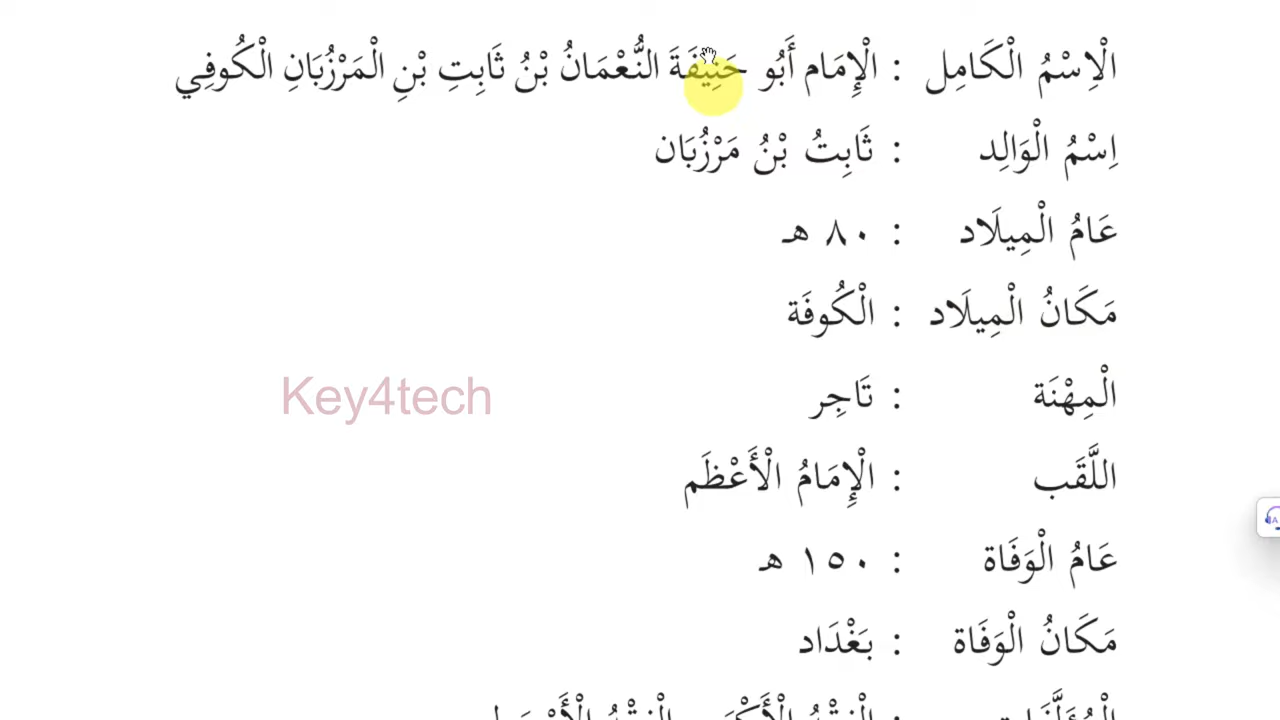 الْاِسْمُ الْكَامِل : الْإِمَام أَبُو حَنِيفَةَ النُّعْمَانُ بْنُ ثَابِتِ بْنِ الْمَرْزُبَانِ الْكُوفِي
اِسْمُ الْوَالِد : ثَابِتُ بْنُ مَرْزُبَان
عَامُ الْمِيلَاد : ٨٠ هـ
مَكَانُ الْمِيلَاد : الْكُوفَة
الْمِهْنَة : تَاجِر
Key4tech
اللَّقَب : الْإِمَامُ الْأَعْظَم
عَامُ الْوَفَاة : ١٥٠ هـ
مَكَانُ الْوَفَاة : بَغْدَاد